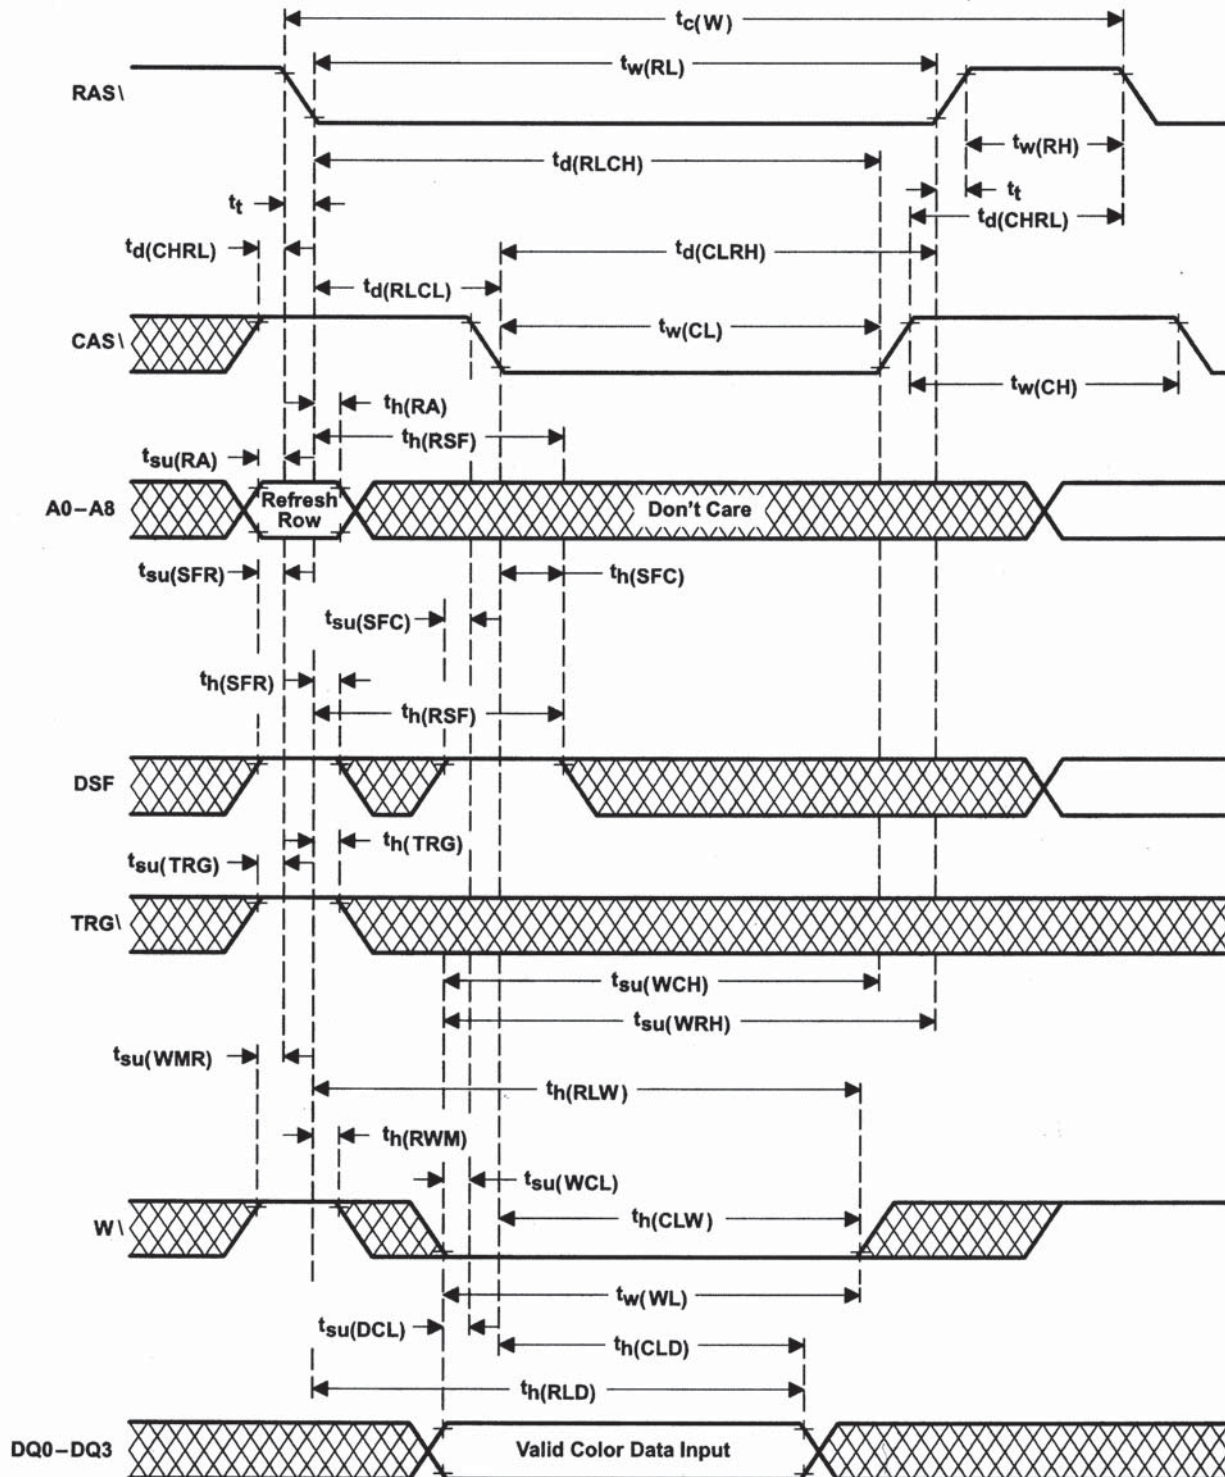 tc(W)
tw(RL)
RAS\
tw(RH)
td(RLCH)
tt
tt
td(CHRL)
td(CHRL)
td(CLRH)
td(RLCL)
tw(CL)
CAS\
tw(CH)
th(RA)
th(RSF)
tsu(RA)
A0–A8
Refresh
Row
Don't Care
tsu(SFR)
th(SFC)
tsu(SFC)
th(SFR)
th(RSF)
DSF
th(TRG)
tsu(TRG)
TRG\
tsu(WCH)
tsu(WRH)
tsu(WMR)
th(RLW)
th(RWM)
tsu(WCL)
th(CLW)
W\
tw(WL)
tsu(DCL)
th(CLD)
th(RLD)
DQ0–DQ3
Valid Color Data Input